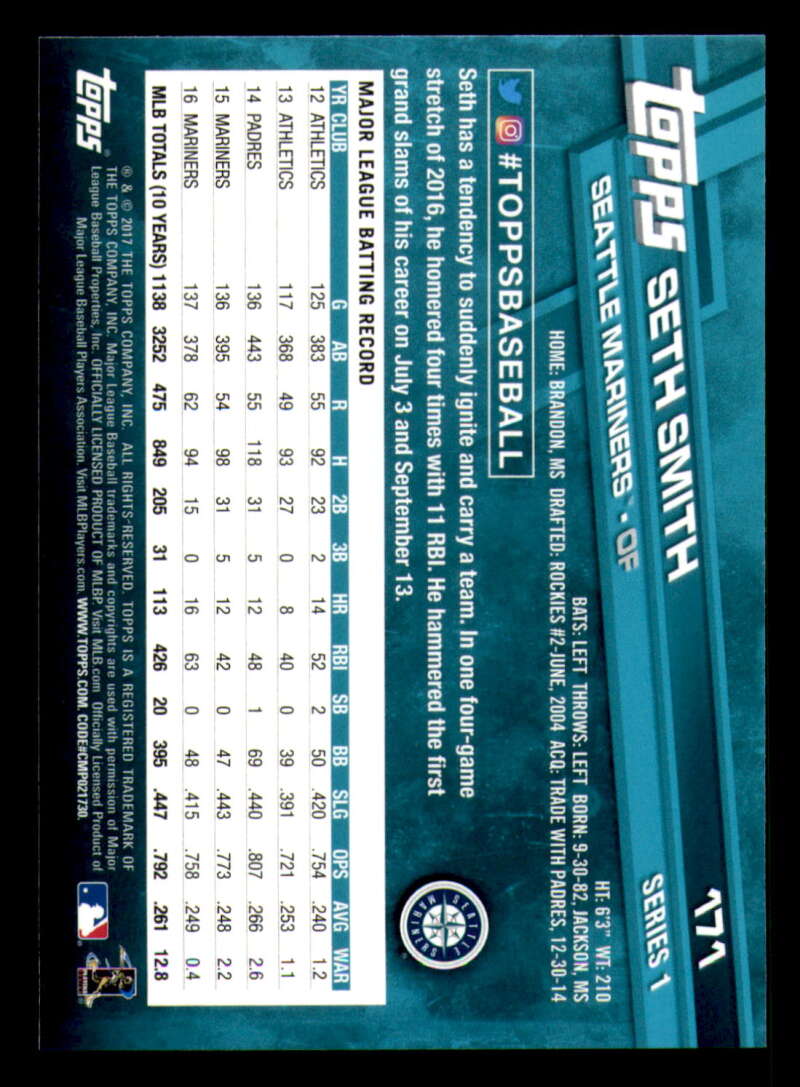 171
topps SETH SMITH
SERIES 1
SEATTLE MARINERS • OF
HT: 6'3" WT: 210
BATS: LEFT THROWS: LEFT BORN: 9-30-82, JACKSON, MS
HOME: BRANDON, MS DRAFTED: ROCKIES #2-JUNE, 2004 ACQ: TRADE WITH PADRES, 12-30-14
#TOPPSBASEBALL
SEATTLE MARINERS
Seth has a tendency to suddenly ignite and carry a team. In one four-game
stretch of 2016, he homered four times with 11 RBI. He hammered the first
grand slams of his career on July 3 and September 13.
MAJOR LEAGUE BATTING RECORD
YR CLUB G AB R H 2B 3B HR RBI SB BB SLG OPS AVG WAR
12 ATHLETICS 125 383 55 92 23 2 14 52 2 50 .420 .754 .240 1.2
13 ATHLETICS 117 368 49 93 27 0 8 40 0 39 .391 .721 .253 1.1
14 PADRES 136 443 55 118 31 5 12 48 1 69 .440 .807 .266 2.6
15 MARINERS 136 395 54 98 31 5 12 42 0 47 .443 .773 .248 2.2
16 MARINERS 137 378 62 94 15 0 16 63 0 48 .415 .758 .249 0.4
MLB TOTALS (10 YEARS) 1138 3252 475 849 205 31 113 426 20 395 .447 .792 .261 12.8
topps®
® & © 2017 THE TOPPS COMPANY, INC. ALL RIGHTS RESERVED. TOPPS IS A REGISTERED TRADEMARK OF
THE TOPPS COMPANY, INC. Major League Baseball trademarks and copyrights are used with permission of Major
League Baseball Properties, Inc. OFFICIALLY LICENSED PRODUCT OF MLBP. Visit MLB.com Officially Licensed Product of
Major League Baseball Players Association. Visit MLBPlayers.com. WWW.TOPPS.COM. CODE#CMP021730.